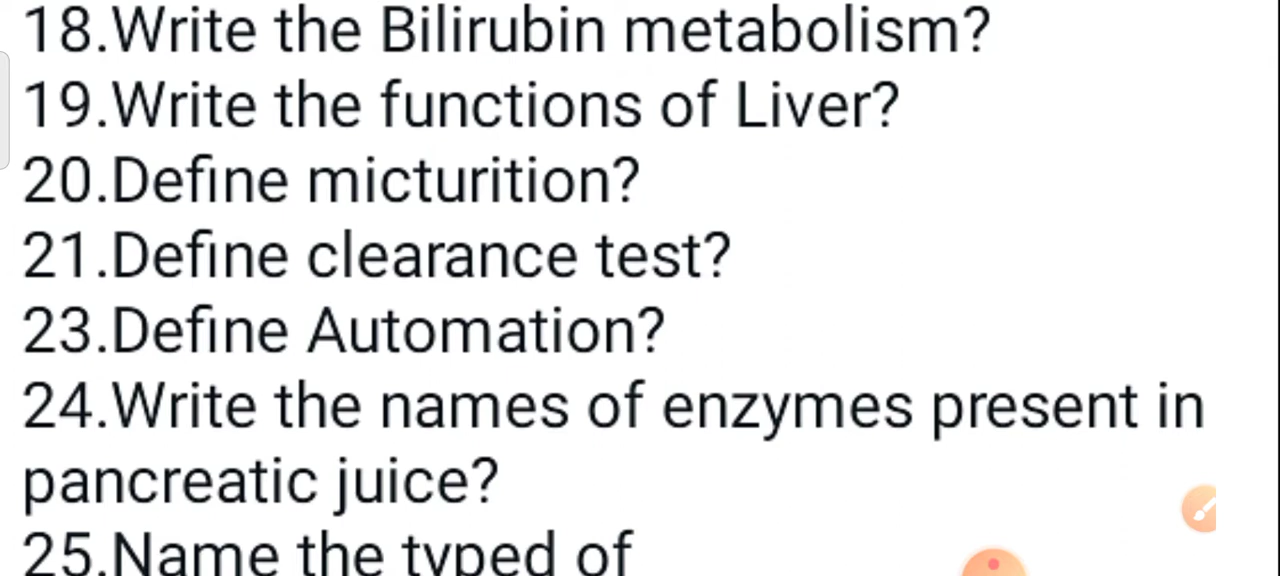 18.Write the Bilirubin metabolism?
19.Write the functions of Liver?
20.Define micturition?
21.Define clearance test?
23.Define Automation?
24.Write the names of enzymes present in
pancreatic juice?
25.Name the typed of